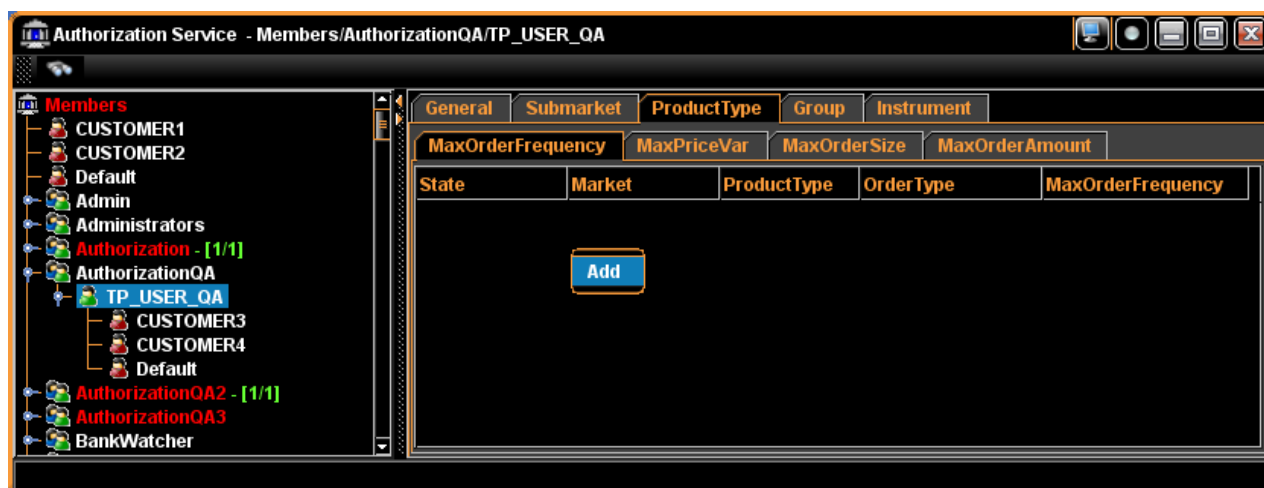 Authorization Service - Members/AuthorizationQA/TP_USER_QA
Members
CUSTOMER1
CUSTOMER2
Default
Admin
Administrators
Authorization - [1/1]
AuthorizationQA
TP_USER_QA
CUSTOMER3
CUSTOMER4
Default
AuthorizationQA2 - [1/1]
AuthorizationQA3
BankWatcher
General Submarket ProductType Group Instrument
MaxOrderFrequency MaxPriceVar MaxOrderSize MaxOrderAmount
State Market ProductType OrderType MaxOrderFrequency
Add